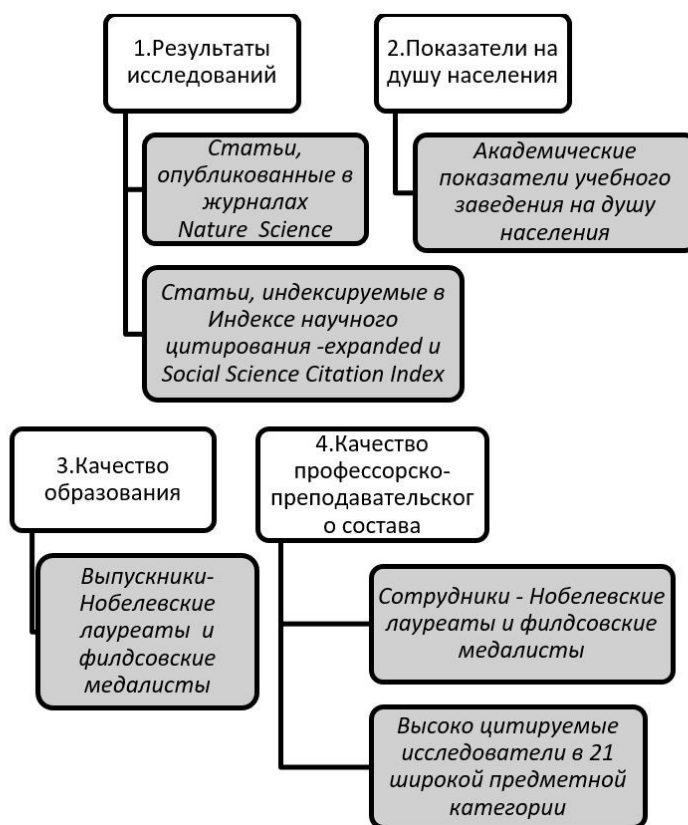 1.Результаты
исследований
2.Показатели на
душу населения
Статьи,
опубликованные в
журналах
Nature Science
Академические
показатели учебного
заведения на душу
населения
Статьи, индексируемые в
Индексе научного
цитирования -expanded и
Social Science Citation Index
3.Качество
образования
4.Качество
профессорско-
преподавательског
о состава
Выпускники-
Нобелевские
лауреаты и
филдсовские
медалисты
Сотрудники - Нобелевские
лауреаты и филдсовские
медалисты
Высоко цитируемые
исследователи в 21
широкой предметной
категории